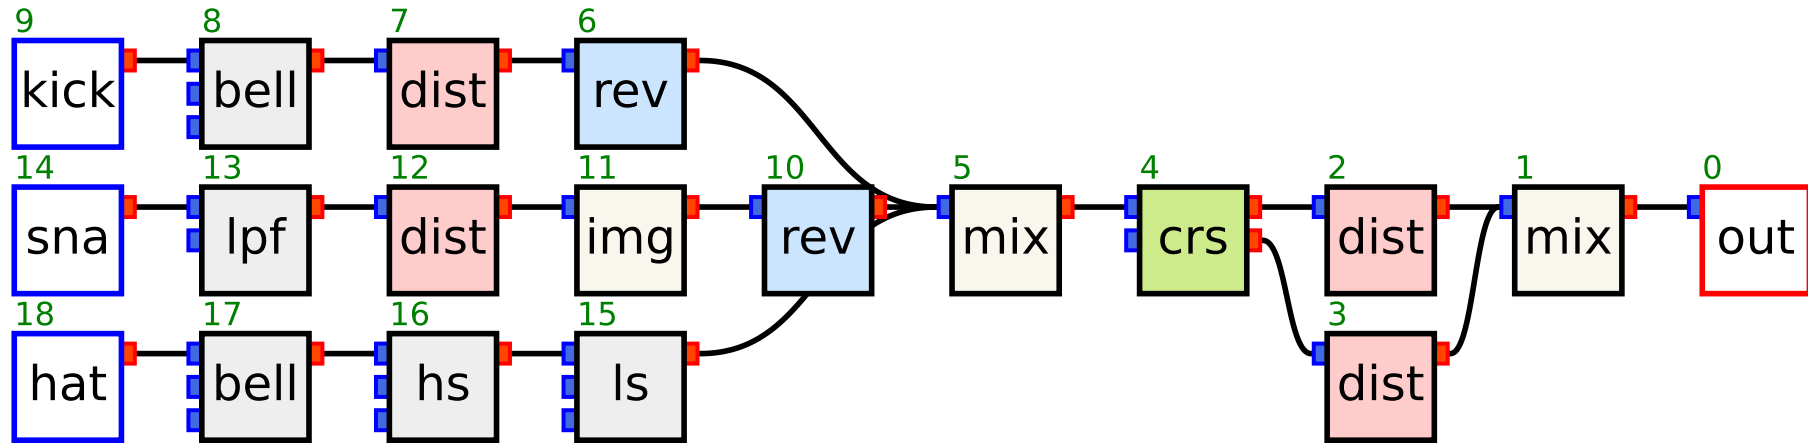 9 8 7 6
kick bell dist rev
14 13 12 11 10 5 4 2 1 0
sna lpf dist img rev mix crs dist mix out
18 17 16 15 3
hat bell hs ls dist